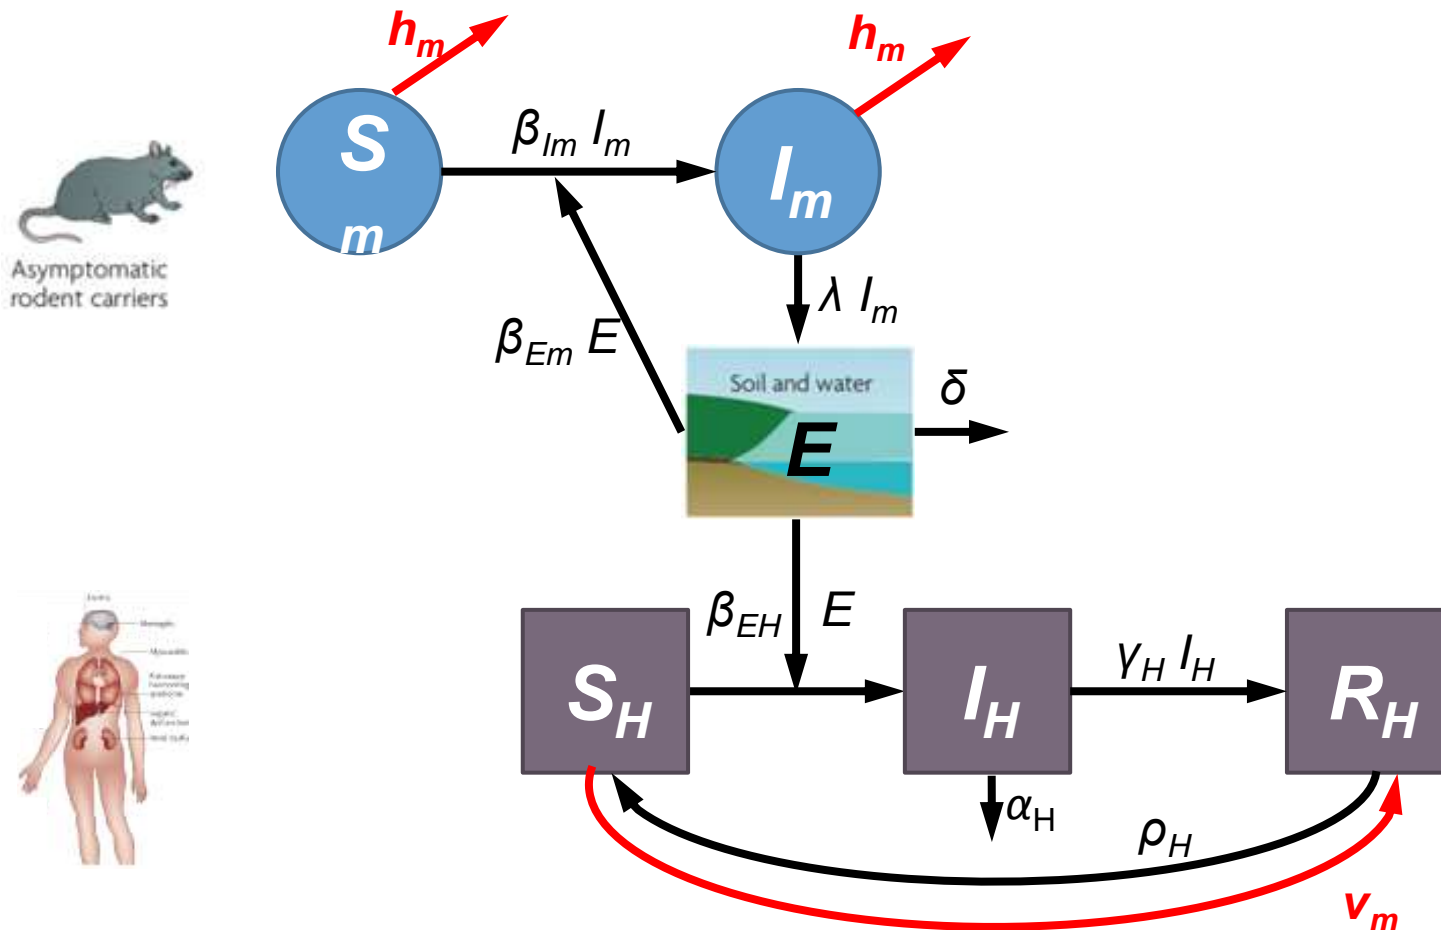 h_m
h_m
S
m
β_Im I_m
I_m
Asymptomatic
rodent carriers
λ I_m
β_Em E
Soil and water
δ
E
β_EH E
γ_H I_H
S_H
I_H
R_H
α_H
ρ_H
v_m